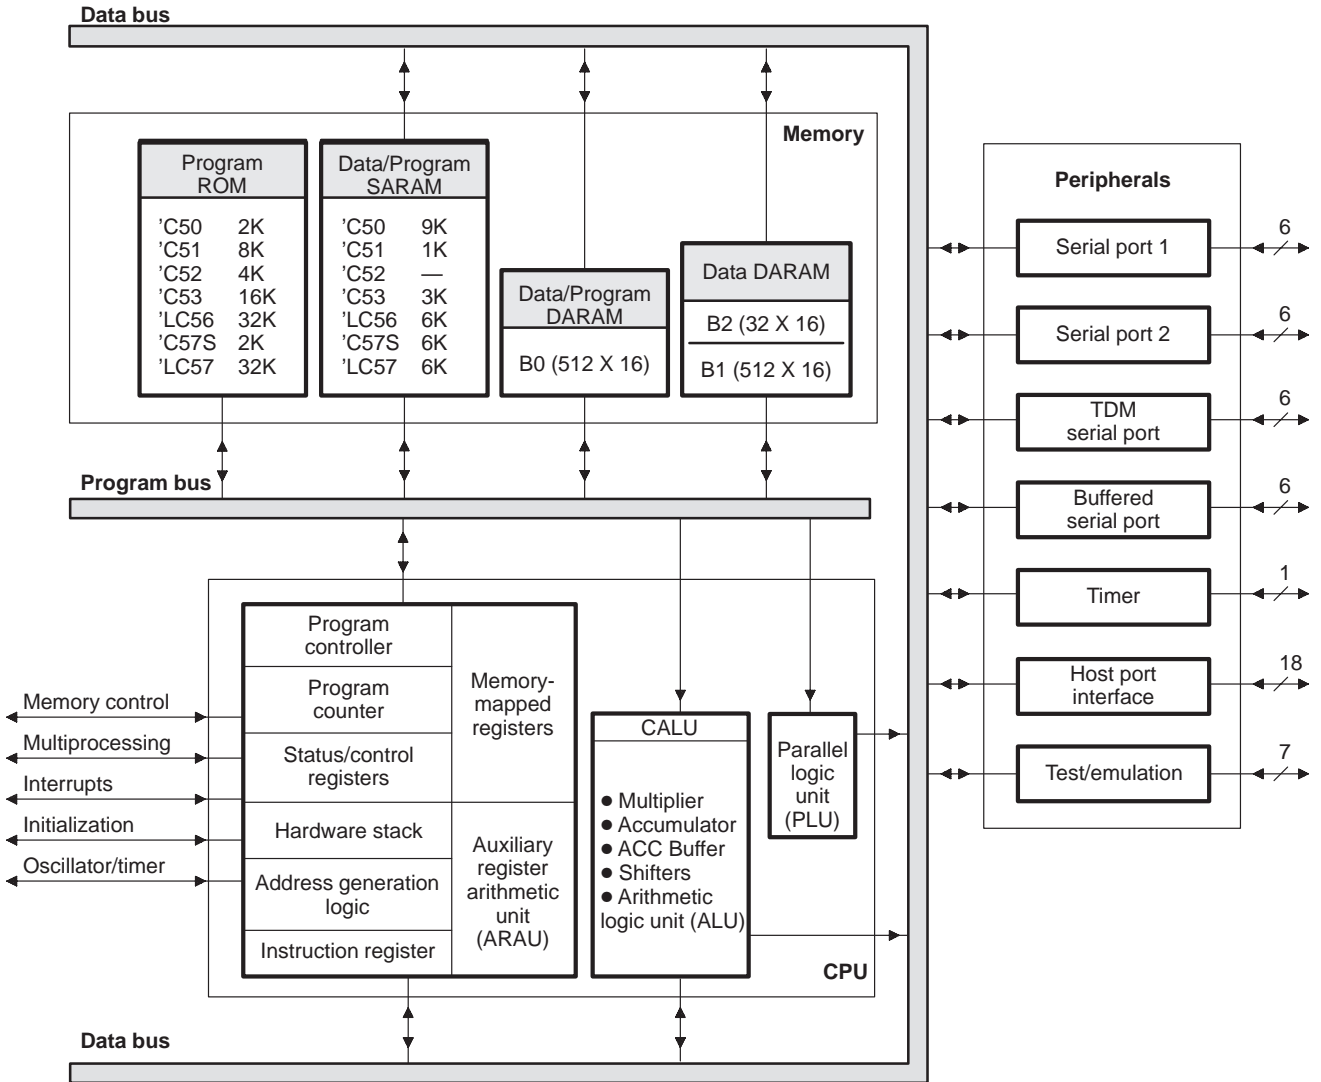 Data bus
Memory
Program
ROM
'C50 2K
'C51 8K
'C52 4K
'C53 16K
'LC56 32K
'C57S 2K
'LC57 32K
Data/Program
SARAM
'C50 9K
'C51 1K
'C52 —
'C53 3K
'LC56 6K
'C57S 6K
'LC57 6K
Data/Program
DARAM
B0 (512 X 16)
Data DARAM
B2 (32 X 16)
B1 (512 X 16)
Program bus
Program
controller
Program
counter
Status/control
registers
Hardware stack
Address generation
logic
Instruction register
Memory-
mapped
registers
Auxiliary
register
arithmetic
unit
(ARAU)
Memory control
Multiprocessing
Interrupts
Initialization
Oscillator/timer
CALU
● Multiplier
● Accumulator
● ACC Buffer
● Shifters
● Arithmetic
logic unit (ALU)
Parallel
logic
unit
(PLU)
CPU
Data bus
Peripherals
Serial port 1
6
Serial port 2
6
TDM
serial port
6
Buffered
serial port
6
Timer
1
Host port
interface
18
Test/emulation
7